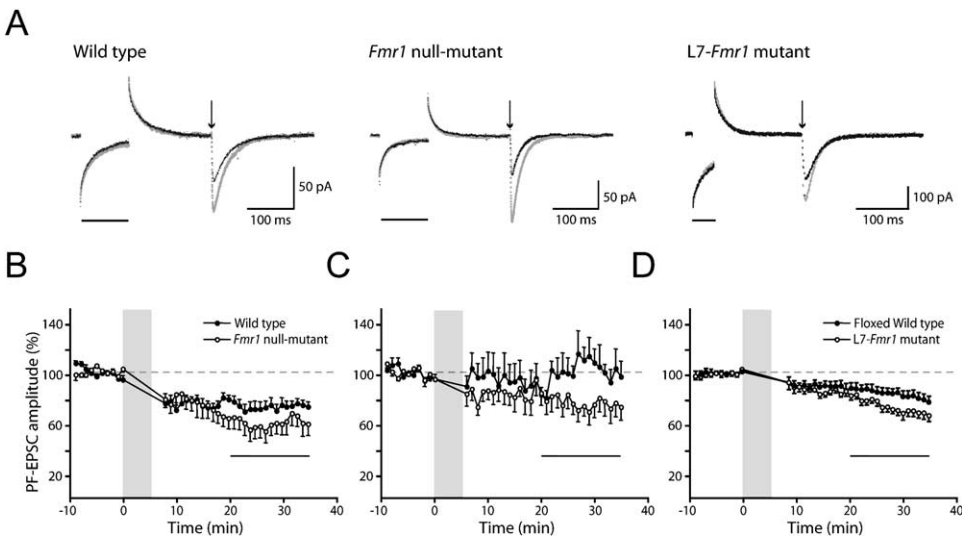 A
Wild type
Fmr1 null-mutant
L7-Fmr1 mutant
50 pA
100 ms
50 pA
100 ms
100 pA
100 ms
B
C
D
PF-EPSC amplitude (%)
140
100
60
20
Wild type
Fmr1 null-mutant
-10 0 10 20 30 40
Time (min)
140
100
60
20
-10 0 10 20 30 40
Time (min)
140
100
60
20
Floxed Wild type
L7-Fmr1 mutant
-10 0 10 20 30 40
Time (min)